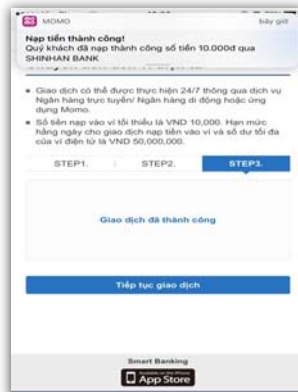 MOMO bây giờ
Nạp tiền thành công!
Quý khách đã nạp thành công số tiền 10.000đ qua
SHINHAN BANK
Giao dịch có thể được thực hiện 24/7 thông qua dịch vụ
Ngân hàng trực tuyến/ Ngân hàng di động hoặc ứng
dụng Momo.
Số tiền nạp vào ví tối thiểu là VND 10,000. Hạn mức
hằng ngày cho giao dịch nạp tiền vào ví và số dư tối đa
của ví điện tử là VND 50,000,000.
STEP1. STEP2. STEP3.
Giao dịch đã thành công
Tiếp tục giao dịch
Smart Banking
Available on the iPhone
App Store